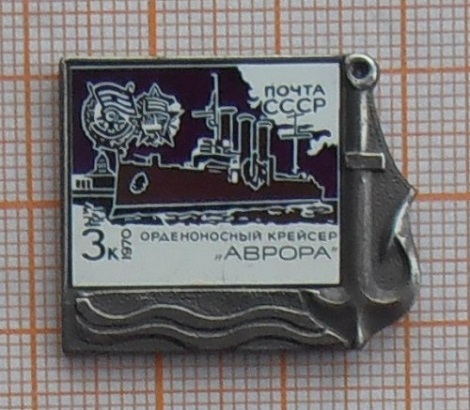 ПОЧТА
СССР
3к
1970
ОРДЕНОНОСНЫЙ КРЕЙСЕР
„АВРОРА"